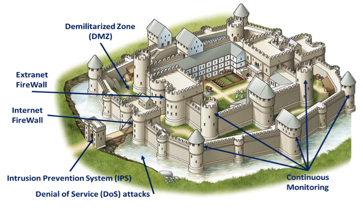 Demilitarized Zone
(DMZ)
Extranet
FireWall
Internet
FireWall
Intrusion Prevention System (IPS)
Denial of Service (DoS) attacks
Continuous
Monitoring